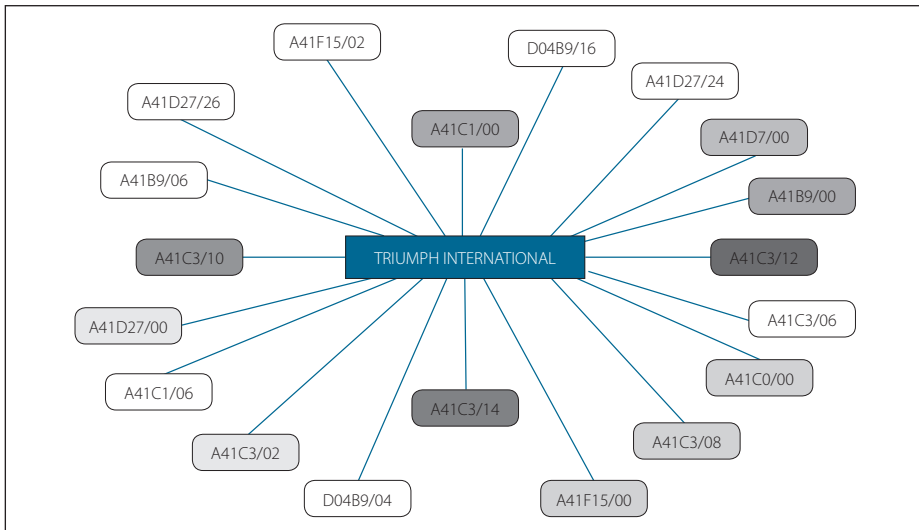 A41F15/02
D04B9/16
A41D27/24
A41D27/26
A41C1/00
A41D7/00
A41B9/06
A41B9/00
A41C3/10
TRIUMPH INTERNATIONAL
A41C3/12
A41D27/00
A41C3/06
A41C1/06
A41C0/00
A41C3/14
A41C3/02
A41C3/08
D04B9/04
A41F15/00